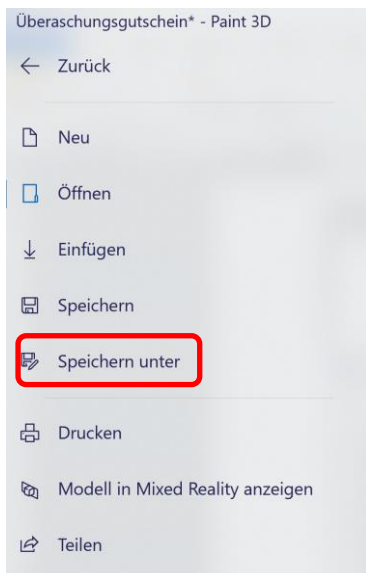 Überaschungsgutschein* - Paint 3D
Zurück
Neu
Öffnen
Einfügen
Speichern
Speichern unter
Drucken
Modell in Mixed Reality anzeigen
Teilen